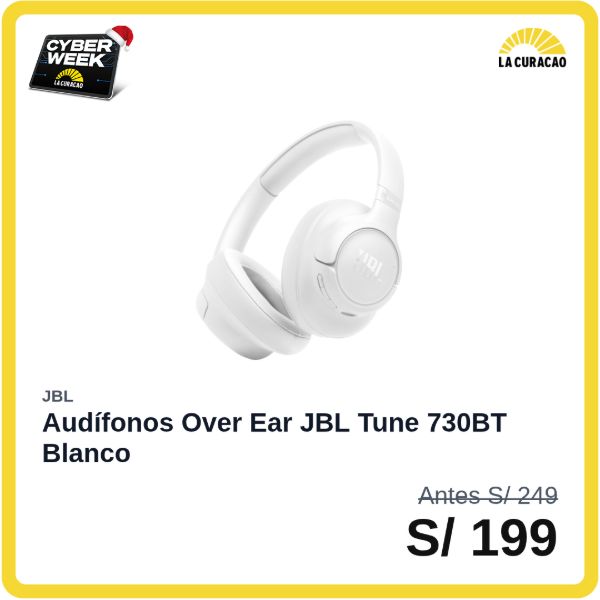 CYBER
WEEK
LA CURACAO
LA CURACAO
JBL
JBL
Audífonos Over Ear JBL Tune 730BT
Blanco
Antes S/ 249
S/ 199